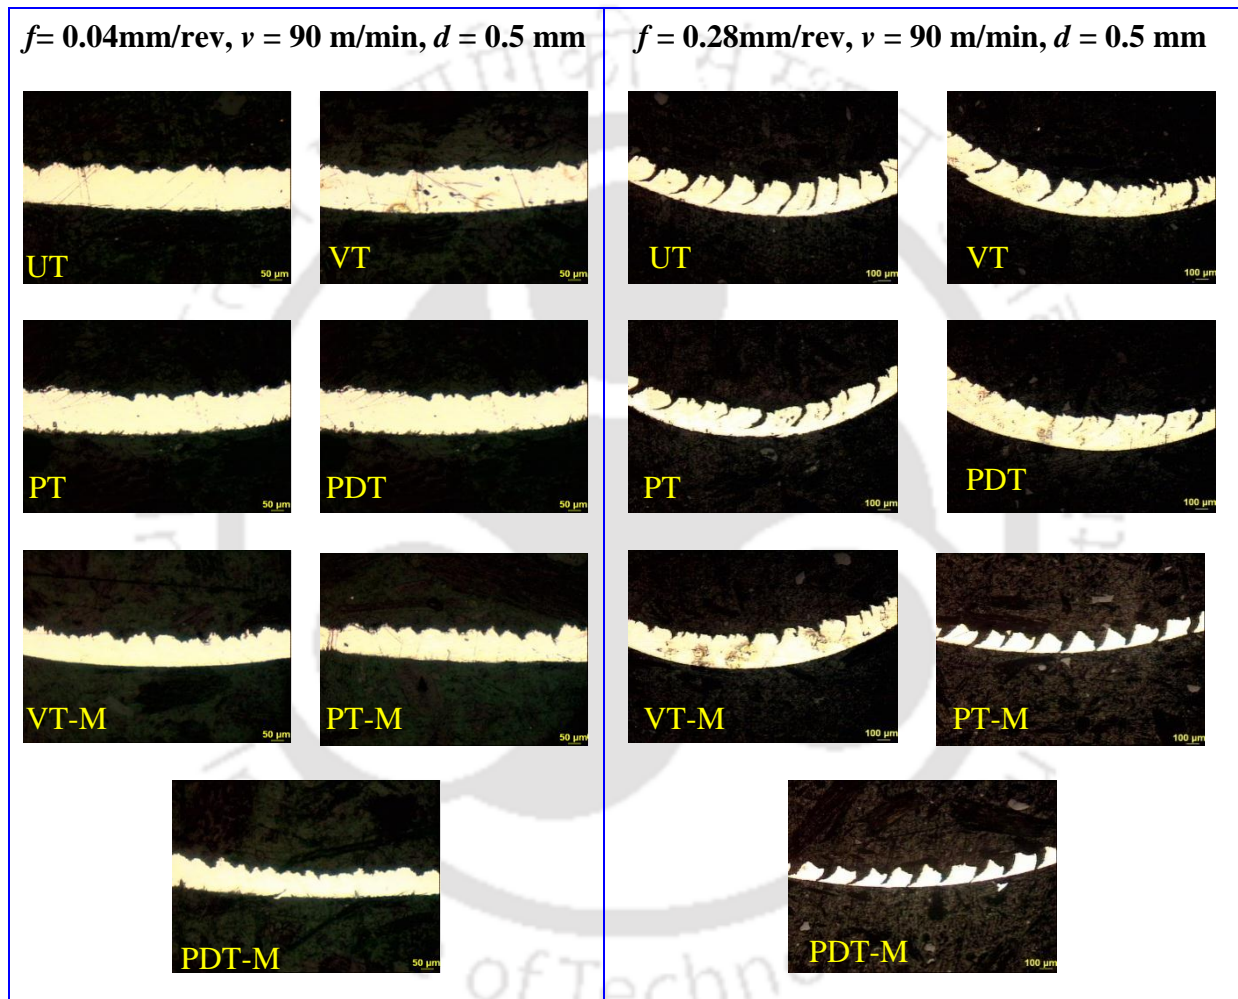 f= 0.04mm/rev, v = 90 m/min, d = 0.5 mm
f = 0.28mm/rev, v = 90 m/min, d = 0.5 mm
UT
50 µm
VT
50 µm
UT
100 µm
VT
100 µm
PT
50 µm
PDT
50 µm
PT
100 µm
PDT
100 µm
VT-M
50 µm
PT-M
50 µm
VT-M
100 µm
PT-M
100 µm
PDT-M
50 µm
PDT-M
100 µm
of Techno